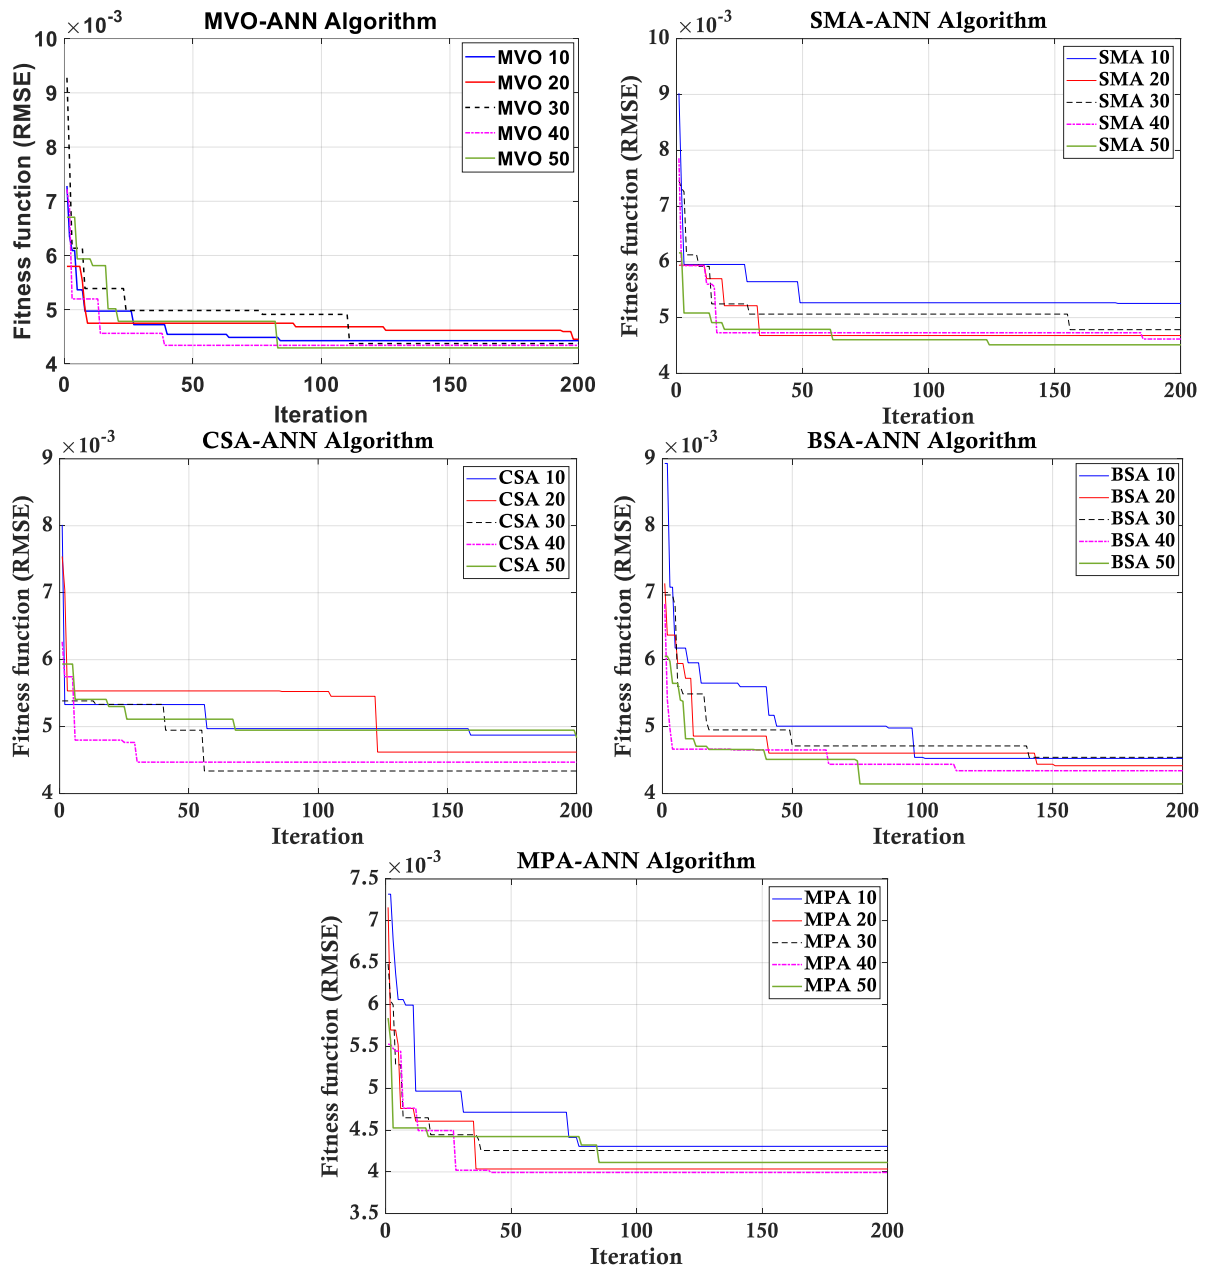 MVO-ANN Algorithm
×10-3
Fitness function (RMSE)
10
9
8
7
6
5
4
0
50
100
150
200
Iteration
MVO 10
MVO 20
MVO 30
MVO 40
MVO 50
SMA-ANN Algorithm
×10-3
Fitness function (RMSE)
10
9
8
7
6
5
4
0
50
100
150
200
Iteration
SMA 10
SMA 20
SMA 30
SMA 40
SMA 50
CSA-ANN Algorithm
×10-3
Fitness function (RMSE)
9
8
7
6
5
4
0
50
100
150
200
Iteration
CSA 10
CSA 20
CSA 30
CSA 40
CSA 50
BSA-ANN Algorithm
×10-3
Fitness function (RMSE)
9
8
7
6
5
4
0
50
100
150
200
Iteration
BSA 10
BSA 20
BSA 30
BSA 40
BSA 50
MPA-ANN Algorithm
×10-3
Fitness function (RMSE)
7.5
7
6.5
6
5.5
5
4.5
4
3.5
0
50
100
150
200
Iteration
MPA 10
MPA 20
MPA 30
MPA 40
MPA 50